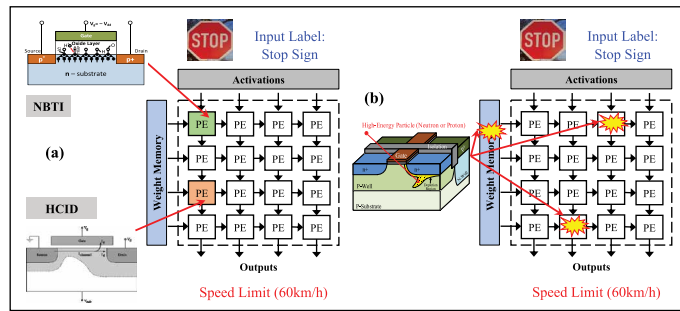 (a)
V_G = - V_dd
Gate
Oxide Layer
Source
Drain
p+
p+
n - substrate
NBTI
(a)
HCID
STOP
Input Label:
Stop Sign
Activations
Weight Memory
PE PE PE PE
PE PE PE PE
PE PE PE PE
PE PE PE PE
Outputs
Speed Limit (60km/h)
(b)
High-Energy Particle (Neutron or Proton)
Gate
Isolation
P-Well
P-Substrate
STOP
Input Label:
Stop Sign
Activations
Weight Memory
PE PE PE
PE PE PE PE
PE PE PE PE
PE PE PE
Outputs
Speed Limit (60km/h)